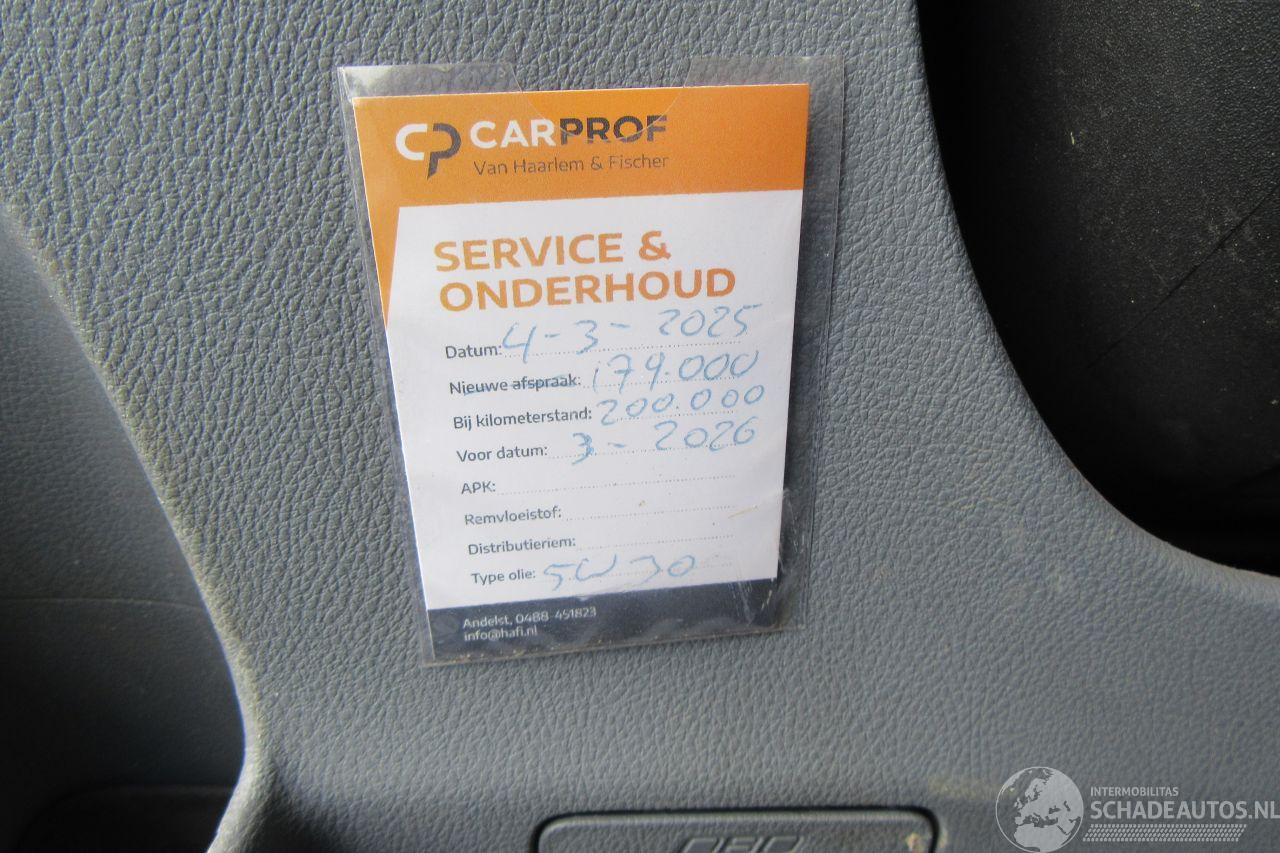 CP CARPROF
Van Haarlem & Fischer
SERVICE &
ONDERHOUD
Datum: 4-3-2025
Nieuwe afspraak: 179.000
Bij kilometerstand: 200.000
Voor datum: 3-2026
APK:
Remvloeistof:
Distributieriem:
Type olie: 5W30
Andelst, 0488-451823
info@hafi.nl
INTERMOBILITAS
SCHADEAUTOS.NL